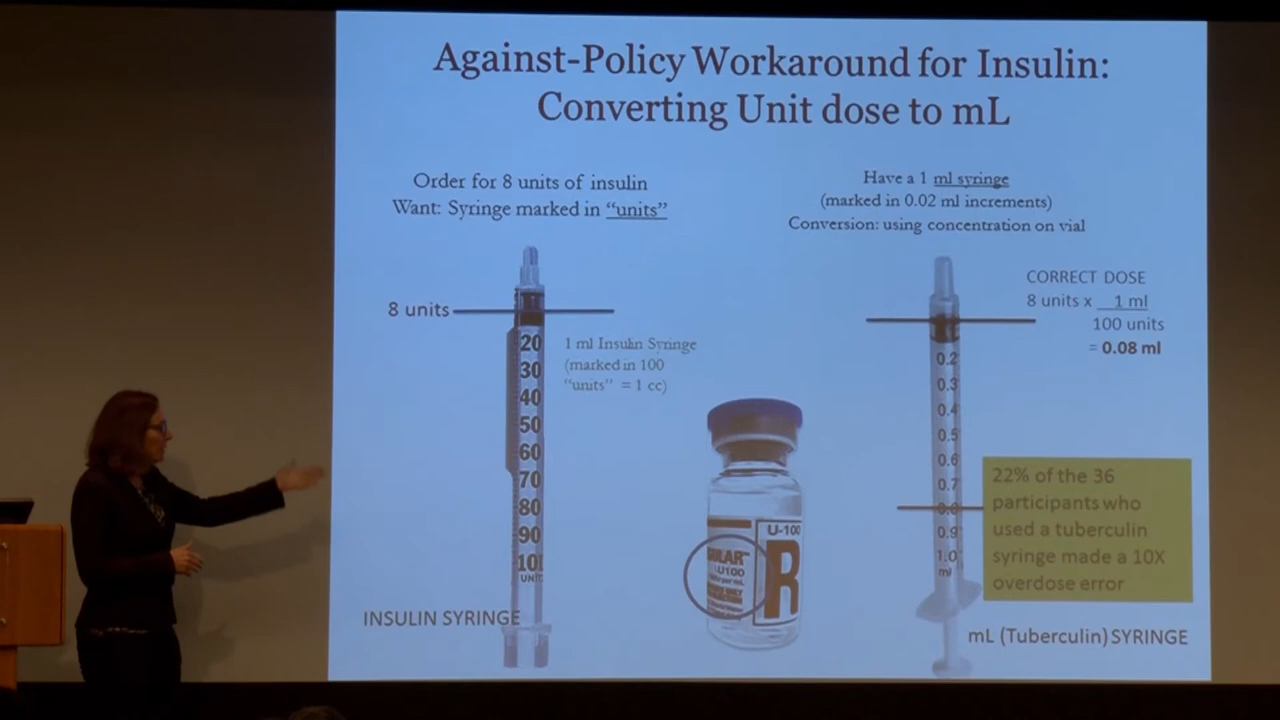 Against-Policy Workaround for Insulin:
Converting Unit dose to mL
Order for 8 units of insulin
Want: Syringe marked in “units”
8 units
20
30
40
50
60
70
80
90
100
UNIT
1 ml Insulin Syringe
(marked in 100
“units” = 1 cc)
INSULIN SYRINGE
U-100
R
U100
Have a 1 ml syringe
(marked in 0.02 ml increments)
Conversion: using concentration on vial
CORRECT DOSE
8 units x 1 ml
100 units
= 0.08 ml
0.2
0.3
0.4
0.5
0.6
0.7
0.8
0.9
1.0
ml
22% of the 36
participants who
used a tuberculin
syringe made a 10X
overdose error
mL (Tuberculin) SYRINGE